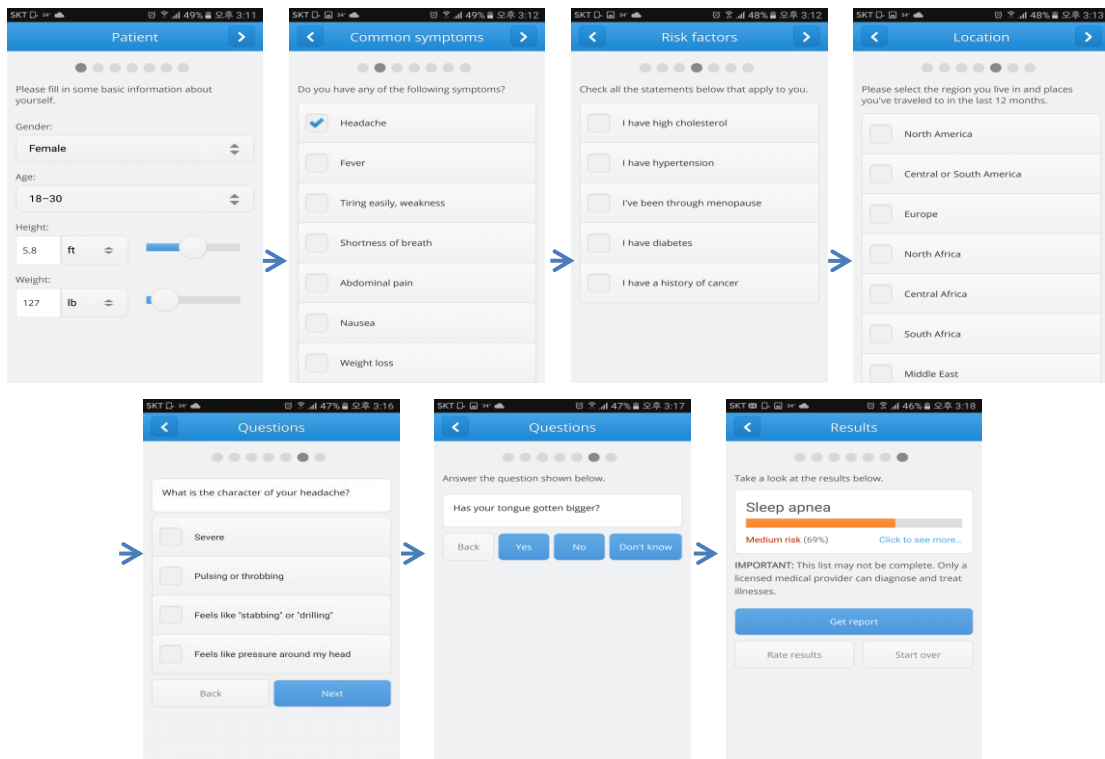 SKT 34° 49% 오후 3:11
Patient
Please fill in some basic information about
yourself.
Gender:
Female
Age:
18–30
Height:
5.8 ft
Weight:
127 lb
SKT 34° 49% 오후 3:12
Common symptoms
Do you have any of the following symptoms?
Headache
Fever
Tiring easily, weakness
Shortness of breath
Abdominal pain
Nausea
Weight loss
SKT 34° 48% 오후 3:12
Risk factors
Check all the statements below that apply to you.
I have high cholesterol
I have hypertension
I've been through menopause
I have diabetes
I have a history of cancer
SKT 34° 48% 오후 3:13
Location
Please select the region you live in and places
you've traveled to in the last 12 months.
North America
Central or South America
Europe
North Africa
Central Africa
South Africa
Middle East
SKT 34° 47% 오후 3:16
Questions
What is the character of your headache?
Severe
Pulsing or throbbing
Feels like "stabbing" or "drilling"
Feels like pressure around my head
Back Next
SKT 34° 47% 오후 3:17
Questions
Answer the question shown below.
Has your tongue gotten bigger?
Back Yes No Don't know
SKT 34° 46% 오후 3:18
Results
Take a look at the results below.
Sleep apnea
Medium risk (69%) Click to see more...
IMPORTANT: This list may not be complete. Only a
licensed medical provider can diagnose and treat
illnesses.
Get report
Rate results Start over